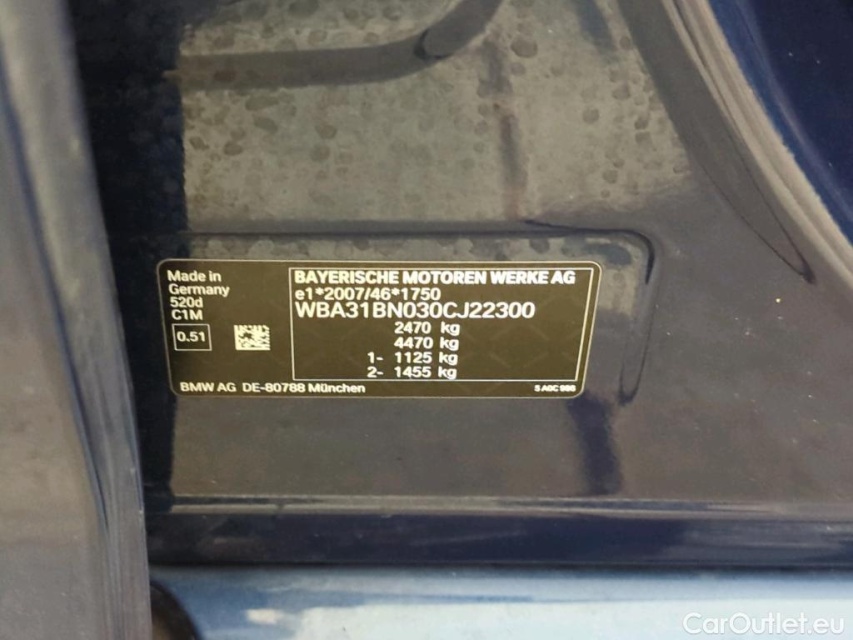 Made in
Germany
520d
C1M
0.51
BAYERISCHE MOTOREN WERKE AG
e1*2007/46*1750
WBA31BN030CJ22300
2470 kg
4470 kg
1- 1125 kg
2- 1455 kg
BMW AG DE-80788 München
CarOutlet.eu